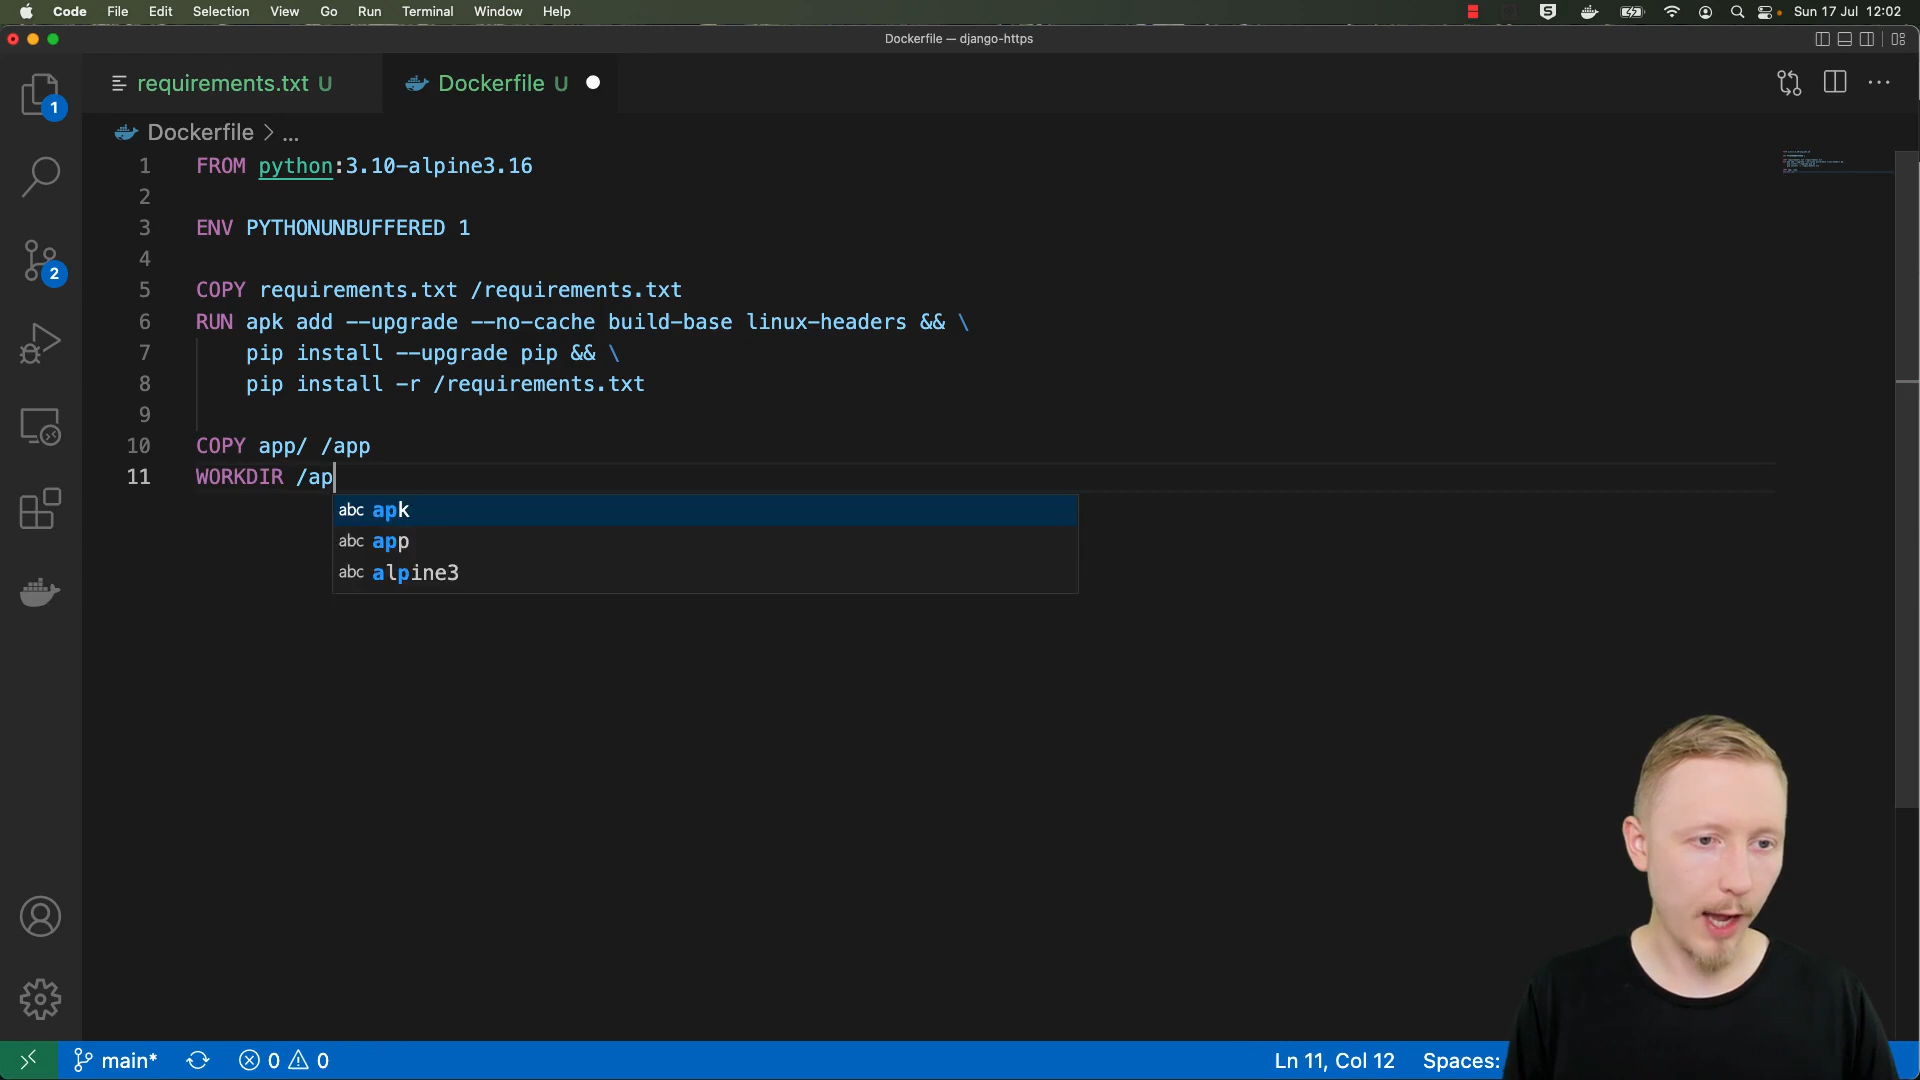 Code File Edit Selection View Go Run Terminal Window Help Sun 17 Jul 12:02
Dockerfile — django-https
requirements.txt U Dockerfile U
Dockerfile > ...
1 FROM python:3.10-alpine3.16
2
3 ENV PYTHONUNBUFFERED 1
4
5 COPY requirements.txt /requirements.txt
6 RUN apk add --upgrade --no-cache build-base linux-headers && \
7 pip install --upgrade pip && \
8 pip install -r /requirements.txt
9
10 COPY app/ /app
11 WORKDIR /ap
abc apk
abc app
abc alpine3
1
2
main* 0 0 Ln 11, Col 12 Spaces: